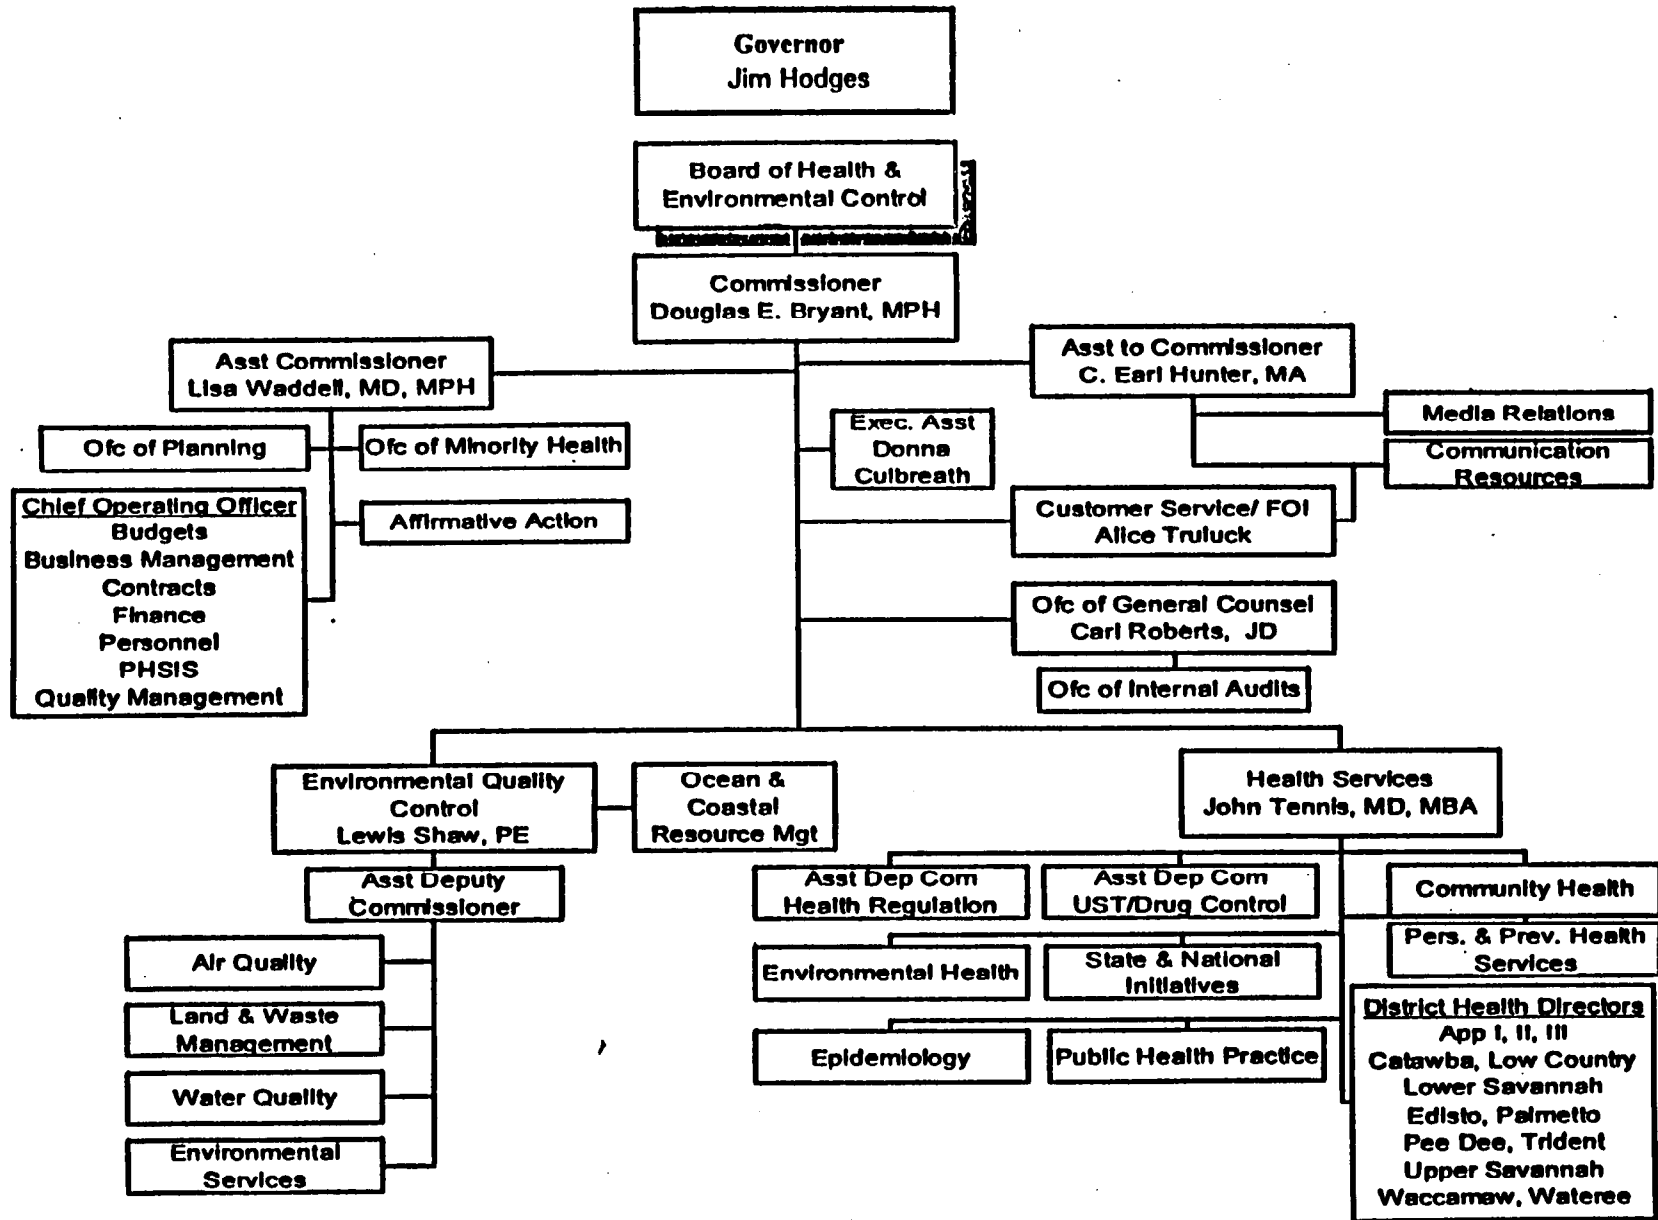 Governor
Jim Hodges
Board of Health &
Environmental Control
Commissioner
Douglas E. Bryant, MPH
Asst Commissioner
Lisa Waddell, MD, MPH
Asst to Commissioner
C. Earl Hunter, MA
Media Relations
Communication
Resources
Exec. Asst
Donna
Culbreath
Ofc of Planning
Ofc of Minority Health
Chief Operating Officer
Budgets
Business Management
Contracts
Finance
Personnel
PHSIS
Quality Management
Affirmative Action
Customer Service/ FOI
Alice Truluck
Ofc of General Counsel
Carl Roberts, JD
Ofc of Internal Audits
Environmental Quality
Control
Lewis Shaw, PE
Ocean &
Coastal
Resource Mgt
Health Services
John Tennis, MD, MBA
Asst Deputy
Commissioner
Air Quality
Land & Waste
Management
Water Quality
Environmental
Services
Asst Dep Com
Health Regulation
Asst Dep Com
UST/Drug Control
Community Health
Environmental Health
State & National
Initiatives
Pers. & Prev. Health
Services
Epidemiology
Public Health Practice
District Health Directors
App I, II, III
Catawba, Low Country
Lower Savannah
Edisto, Palmetto
Pee Dee, Trident
Upper Savannah
Waccamaw, Wateree